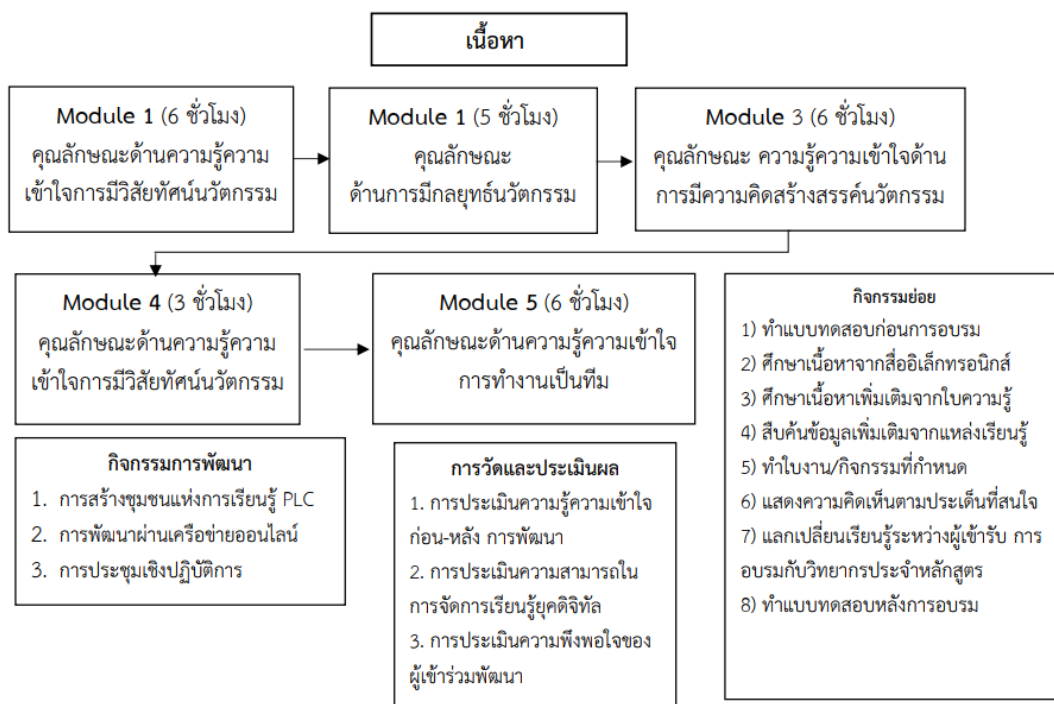 เนื้อหา
Module 1 (6 ชั่วโมง)
คุณลักษณะด้านความรู้ความ
เข้าใจการมีวิสัยทัศน์นวัตกรรม
Module 1 (5 ชั่วโมง)
คุณลักษณะ
ด้านการมีกลยุทธ์นวัตกรรม
Module 3 (6 ชั่วโมง)
คุณลักษณะ ความรู้ความเข้าใจด้าน
การมีความคิดสร้างสรรค์นวัตกรรม
Module 4 (3 ชั่วโมง)
คุณลักษณะด้านความรู้ความ
เข้าใจการมีวิสัยทัศน์นวัตกรรม
Module 5 (6 ชั่วโมง)
คุณลักษณะด้านความรู้ความเข้าใจ
การทำงานเป็นทีม
กิจกรรมย่อย
1) ทำแบบทดสอบก่อนการอบรม
2) ศึกษาเนื้อหาจากสื่ออิเล็กทรอนิกส์
3) ศึกษาเนื้อหาเพิ่มเติมจากใบความรู้
4) สืบค้นข้อมูลเพิ่มเติมจากแหล่งเรียนรู้
5) ทำใบงาน/กิจกรรมที่กำหนด
6) แสดงความคิดเห็นตามประเด็นที่สนใจ
7) แลกเปลี่ยนเรียนรู้ระหว่างผู้เข้ารับ การ
อบรมกับวิทยากรประจำหลักสูตร
8) ทำแบบทดสอบหลังการอบรม
กิจกรรมการพัฒนา
1. การสร้างชุมชนแห่งการเรียนรู้ PLC
2. การพัฒนาผ่านเครือข่ายออนไลน์
3. การประชุมเชิงปฏิบัติการ
การวัดและประเมินผล
1. การประเมินความรู้ความเข้าใจ
ก่อน-หลัง การพัฒนา
2. การประเมินความสามารถใน
การจัดการเรียนรู้ยุคดิจิทัล
3. การประเมินความพึงพอใจของ
ผู้เข้าร่วมพัฒนา